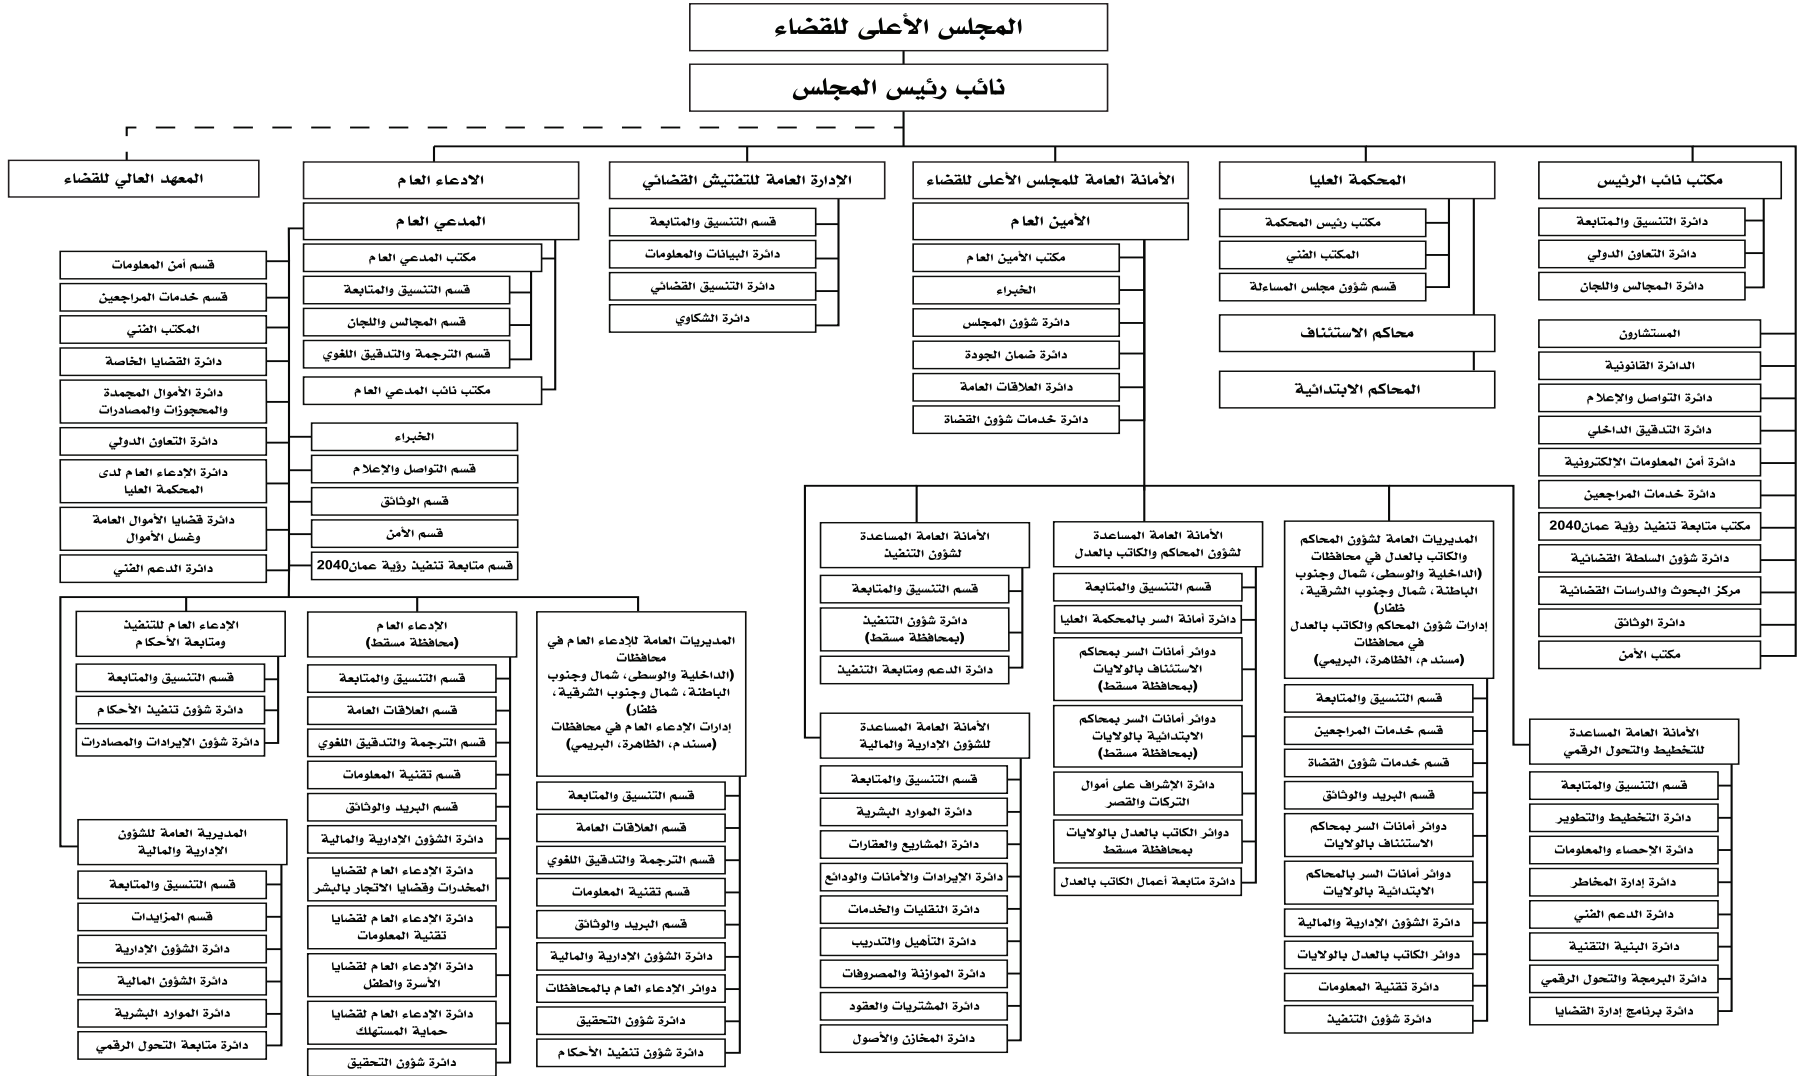 المجلس الأعلى للقضاء
نائب رئيس المجلس
مكتب نائب الرئيس
دائرة التنسيق والمتابعة
دائرة التعاون الدولي
دائرة المجالس واللجان
المستشارون
الدائرة القانونية
دائرة التواصل والإعلام
دائرة التدقيق الداخلي
دائرة أمن المعلومات الإلكترونية
دائرة خدمات المراجعين
مكتب متابعة تنفيذ رؤية عمان2040
دائرة شؤون السلطة القضائية
مركز البحوث والدراسات القضائية
دائرة الوثائق
مكتب الأمن
المحكمة العليا
مكتب رئيس المحكمة
المكتب الفني
قسم شؤون مجلس المساءلة
محاكم الاستئناف
المحاكم الابتدائية
الأمانة العامة للمجلس الأعلى للقضاء
الأمين العام
مكتب الأمين العام
الخبراء
دائرة شؤون المجلس
دائرة ضمان الجودة
دائرة العلاقات العامة
دائرة خدمات شؤون القضاة
الأمانة العامة المساعدة
للتخطيط والتحول الرقمي
قسم التنسيق والمتابعة
دائرة التخطيط والتطوير
دائرة الإحصاء والمعلومات
دائرة إدارة المخاطر
دائرة الدعم الفني
دائرة البنية التقنية
دائرة البرمجة والتحول الرقمي
دائرة برنامج إدارة القضايا
المديريات العامة لشؤون المحاكم
والكاتب بالعدل في محافظات
(الداخلية والوسطى، شمال وجنوب
الباطنة، شمال وجنوب الشرقية،
ظفار)
إدارات شؤون المحاكم والكاتب بالعدل
في محافظات
(مسندم، الظاهرة، البريمي)
قسم التنسيق والمتابعة
قسم خدمات المراجعين
قسم خدمات شؤون القضاة
قسم البريد والوثائق
دوائر أمانات السر بمحاكم
الاستئناف بالولايات
دوائر أمانات السر بالمحاكم
الابتدائية بالولايات
دائرة الشؤون الإدارية والمالية
دوائر الكاتب بالعدل بالولايات
دائرة تقنية المعلومات
دائرة شؤون التنفيذ
الأمانة العامة المساعدة
لشؤون المحاكم والكاتب بالعدل
قسم التنسيق والمتابعة
دائرة أمانة السر بالمحكمة العليا
دوائر أمانات السر بمحاكم
الاستئناف بالولايات
(بمحافظة مسقط)
دوائر أمانات السر بمحاكم
الابتدائية بالولايات
(بمحافظة مسقط)
دائرة الإشراف على أموال
التركات والقصر
دوائر الكاتب بالعدل بالولايات
بمحافظة مسقط
دائرة متابعة أعمال الكاتب بالعدل
الأمانة العامة المساعدة
لشؤون التنفيذ
قسم التنسيق والمتابعة
دائرة شؤون التنفيذ
(بمحافظة مسقط)
دائرة الدعم ومتابعة التنفيذ
الأمانة العامة المساعدة
للشؤون الإدارية والمالية
قسم التنسيق والمتابعة
دائرة الموارد البشرية
دائرة المشاريع والعقارات
دائرة الإيرادات والأمانات والودائع
دائرة النقليات والخدمات
دائرة التأهيل والتدريب
دائرة الموازنة والمصروفات
دائرة المشتريات والعقود
دائرة المخازن والأصول
الإدارة العامة للتفتيش القضائي
قسم التنسيق والمتابعة
دائرة البيانات والمعلومات
دائرة التنسيق القضائي
دائرة الشكاوي
الادعاء العام
المدعي العام
مكتب المدعي العام
قسم التنسيق والمتابعة
قسم المجالس واللجان
قسم الترجمة والتدقيق اللغوي
مكتب نائب المدعي العام
الخبراء
قسم التواصل والإعلام
قسم الوثائق
قسم الأمن
قسم متابعة تنفيذ رؤية عمان2040
قسم أمن المعلومات
قسم خدمات المراجعين
المكتب الفني
دائرة القضايا الخاصة
دائرة الأموال المجمدة
والمحجوزات والمصادرات
دائرة التعاون الدولي
دائرة الإدعاء العام لدى
المحكمة العليا
دائرة قضايا الأموال العامة
وغسل الأموال
دائرة الدعم الفني
المديريات العامة للإدعاء العام في
محافظات
(الداخلية والوسطى، شمال وجنوب
الباطنة، شمال وجنوب الشرقية،
ظفار)
إدارات الإدعاء العام في محافظات
(مسندم، الظاهرة، البريمي)
قسم التنسيق والمتابعة
قسم العلاقات العامة
قسم الترجمة والتدقيق اللغوي
قسم تقنية المعلومات
قسم البريد والوثائق
دائرة الشؤون الإدارية والمالية
دوائر الإدعاء العام بالمحافظات
دائرة شؤون التحقيق
دائرة شؤون تنفيذ الأحكام
الإدعاء العام
(محافظة مسقط)
قسم التنسيق والمتابعة
قسم العلاقات العامة
قسم الترجمة والتدقيق اللغوي
قسم تقنية المعلومات
قسم البريد والوثائق
دائرة الشؤون الإدارية والمالية
دائرة الإدعاء العام لقضايا
المخدرات وقضايا الاتجار بالبشر
دائرة الإدعاء العام لقضايا
تقنية المعلومات
دائرة الإدعاء العام لقضايا
الأسرة والطفل
دائرة الإدعاء العام لقضايا
حماية المستهلك
دائرة شؤون التحقيق
الإدعاء العام للتنفيذ
ومتابعة الأحكام
قسم التنسيق والمتابعة
دائرة شؤون تنفيذ الأحكام
دائرة شؤون الإيرادات والمصادرات
المديرية العامة للشؤون
الإدارية والمالية
قسم التنسيق والمتابعة
قسم المزايدات
دائرة الشؤون الإدارية
دائرة الشؤون المالية
دائرة الموارد البشرية
دائرة متابعة التحول الرقمي
المعهد العالي للقضاء